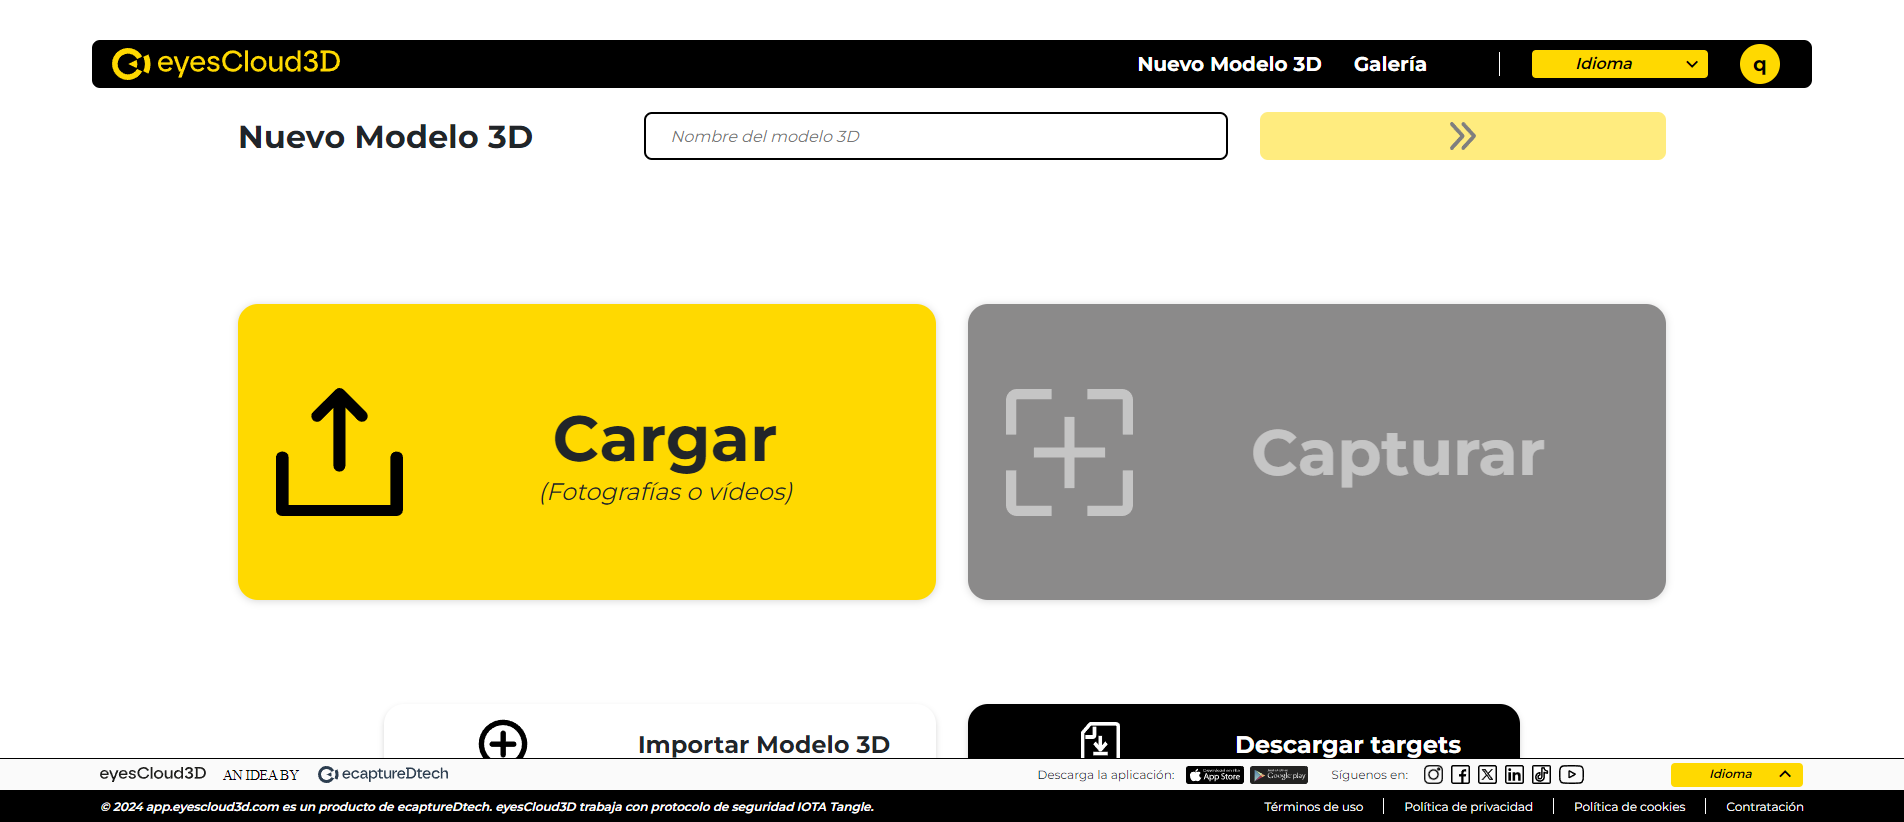 eyesCloud3D
Nuevo Modelo 3D
Galería
Idioma
q
Nuevo Modelo 3D
Nombre del modelo 3D
Cargar
(Fotografías o vídeos)
Capturar
Importar Modelo 3D
Descargar targets
eyesCloud3D AN IDEA BY ecaptureDtech
Descarga la aplicación:
App Store
Google play
Síguenos en:
Idioma
© 2024 app.eyescloud3d.com es un producto de ecaptureDtech. eyesCloud3D trabaja con protocolo de seguridad IOTA Tangle.
Términos de uso
Política de privacidad
Política de cookies
Contratación